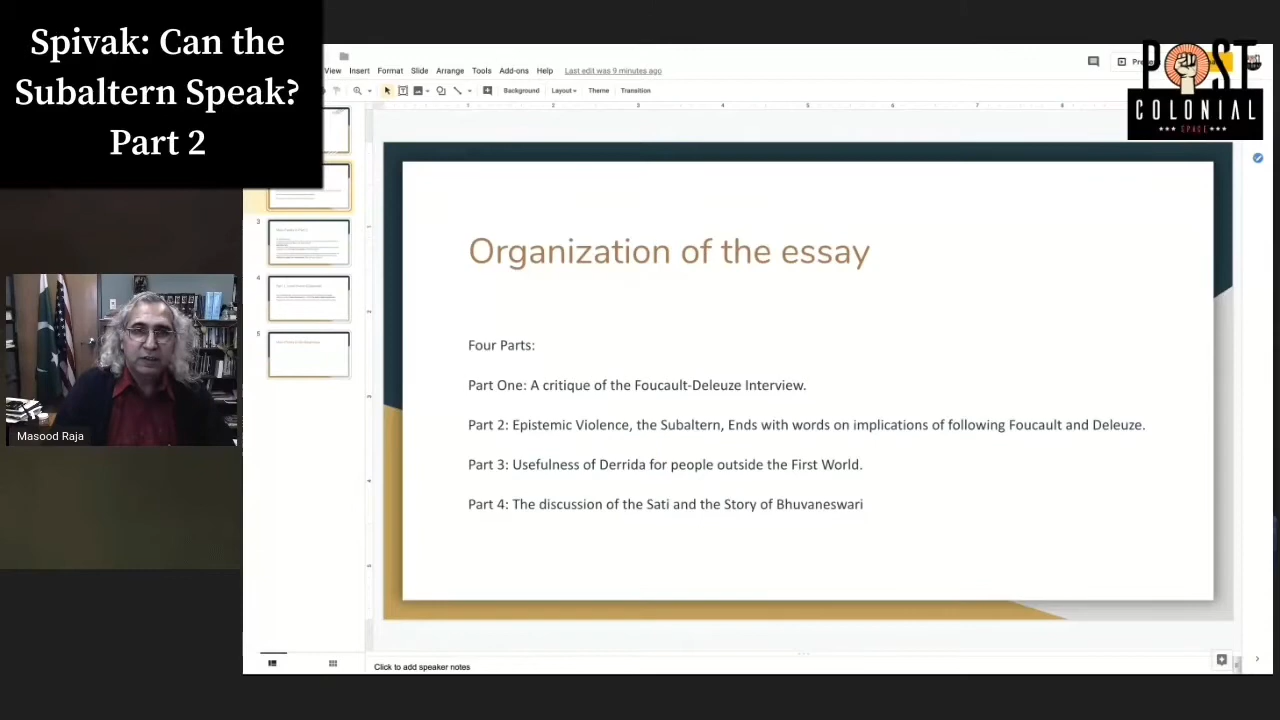 Spivak: Can the
Subaltern Speak?
Part 2
View Insert Format Slide Arrange Tools Add-ons Help Last edit was 9 minutes ago
Background Layout Theme Transition
POST
COLONIAL
SPACE
3
4
5
Organization of the essay
Four Parts:
Part One: A critique of the Foucault-Deleuze Interview.
Part 2: Epistemic Violence, the Subaltern, Ends with words on implications of following Foucault and Deleuze.
Part 3: Usefulness of Derrida for people outside the First World.
Part 4: The discussion of the Sati and the Story of Bhuvaneswari
Masood Raja
Click to add speaker notes